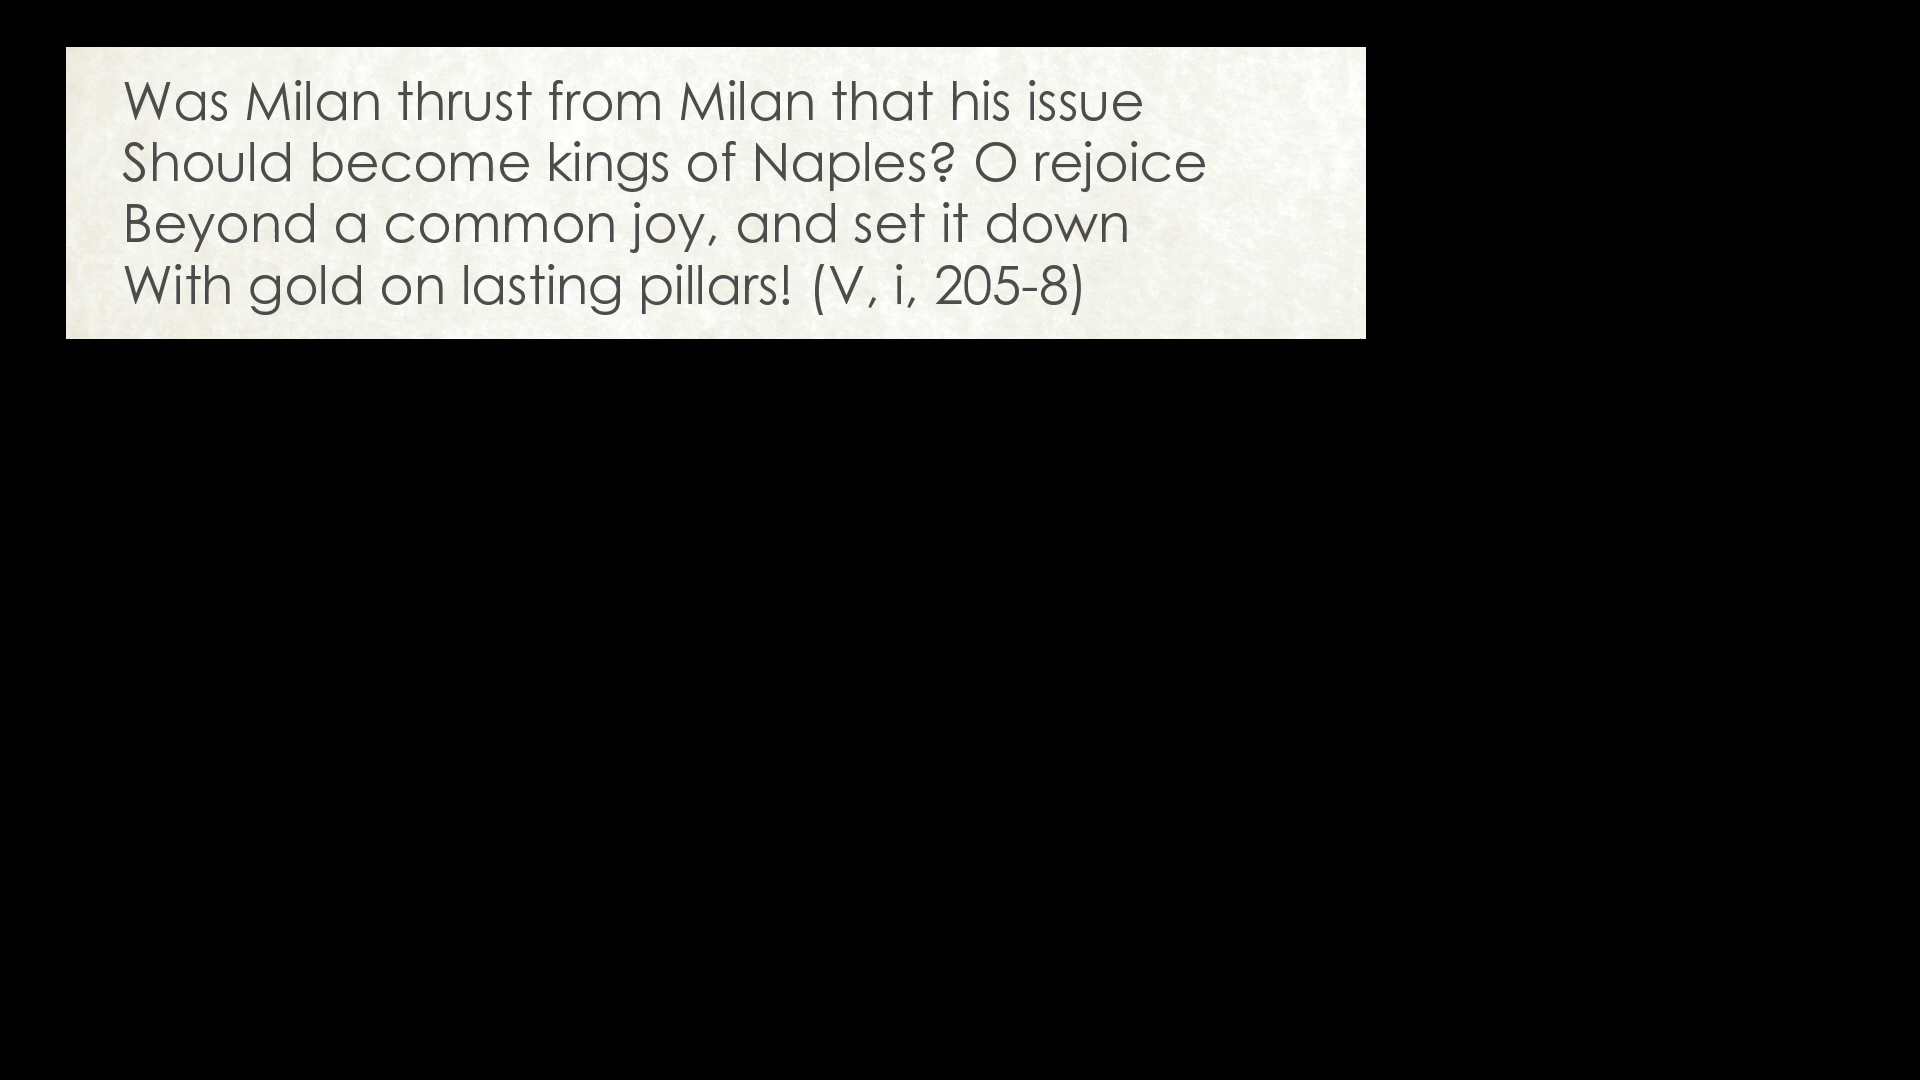 Was Milan thrust from Milan that his issue
Should become kings of Naples? O rejoice
Beyond a common joy, and set it down
With gold on lasting pillars! (V, i, 205-8)